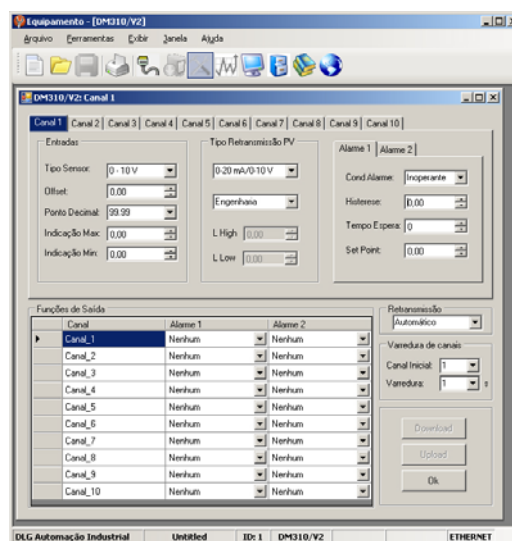 Equipamento - [DM310/V2]
Arquivo Ferramentas Exibir Janela Ajuda
DM310/V2: Canal 1
Canal 1 Canal 2 Canal 3 Canal 4 Canal 5 Canal 6 Canal 7 Canal 8 Canal 9 Canal 10
Entradas
Tipo Sensor: 0 - 10 V
Offset: 0,00
Ponto Decimal: 99.99
Indicação Max: 0,00
Indicação Min: 0,00
Tipo Retransmissão PV
0-20 mA/0-10 V
Engenharia
L High 0,00
L Low 0,00
Alarme 1 Alarme 2
Cond Alarme: Inoperante
Histerese: 0,00
Tempo Espera: 0
Set Point: 0,00
Funções de Saída
Canal Alarme 1 Alarme 2
Canal_1 Nenhum Nenhum
Canal_2 Nenhum Nenhum
Canal_3 Nenhum Nenhum
Canal_4 Nenhum Nenhum
Canal_5 Nenhum Nenhum
Canal_6 Nenhum Nenhum
Canal_7 Nenhum Nenhum
Canal_8 Nenhum Nenhum
Canal_9 Nenhum Nenhum
Canal_10 Nenhum Nenhum
Retransmissão
Automático
Varredura de canais
Canal Inicial: 1
Varredura: 1
Download
Upload
Ok
DLG Automação Industrial Untitled ID: 1 DM310/V2 ETHERNET